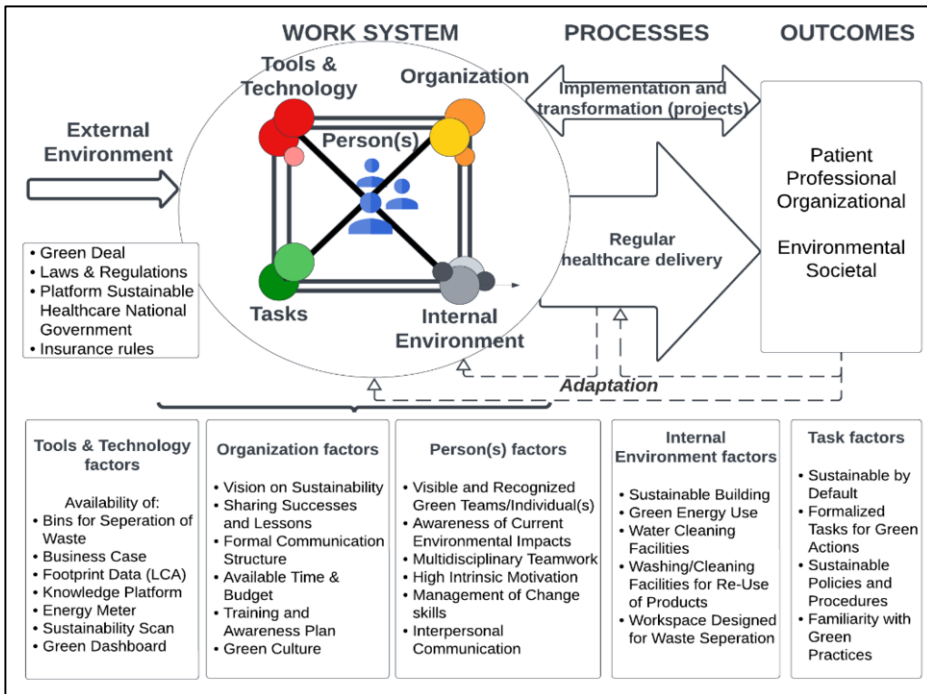 WORK SYSTEM
PROCESSES
OUTCOMES
Tools &
Technology
Organization
Person(s)
Tasks
Internal
Environment
External
Environment
• Green Deal
• Laws & Regulations
• Platform Sustainable
Healthcare National
Government
• Insurance rules
Implementation and
transformation (projects)
Regular
healthcare delivery
Patient
Professional
Organizational
Environmental
Societal
Adaptation
Tools & Technology
factors
Availability of:
• Bins for Seperation of
Waste
• Business Case
• Footprint Data (LCA)
• Knowledge Platform
• Energy Meter
• Sustainability Scan
• Green Dashboard
Organization factors
• Vision on Sustainability
• Sharing Successes
and Lessons
• Formal Communication
Structure
• Available Time &
Budget
• Training and
Awareness Plan
• Green Culture
Person(s) factors
• Visible and Recognized
Green Teams/Individual(s)
• Awareness of Current
Environmental Impacts
• Multidisciplinary Teamwork
• High Intrinsic Motivation
• Management of Change
skills
• Interpersonal
Communication
Internal
Environment factors
• Sustainable Building
• Green Energy Use
• Water Cleaning
Facilities
• Washing/Cleaning
Facilities for Re-Use
of Products
• Workspace Designed
for Waste Seperation
Task factors
• Sustainable by
Default
• Formalized
Tasks for Green
Actions
• Sustainable
Policies and
Procedures
• Familiarity with
Green
Practices